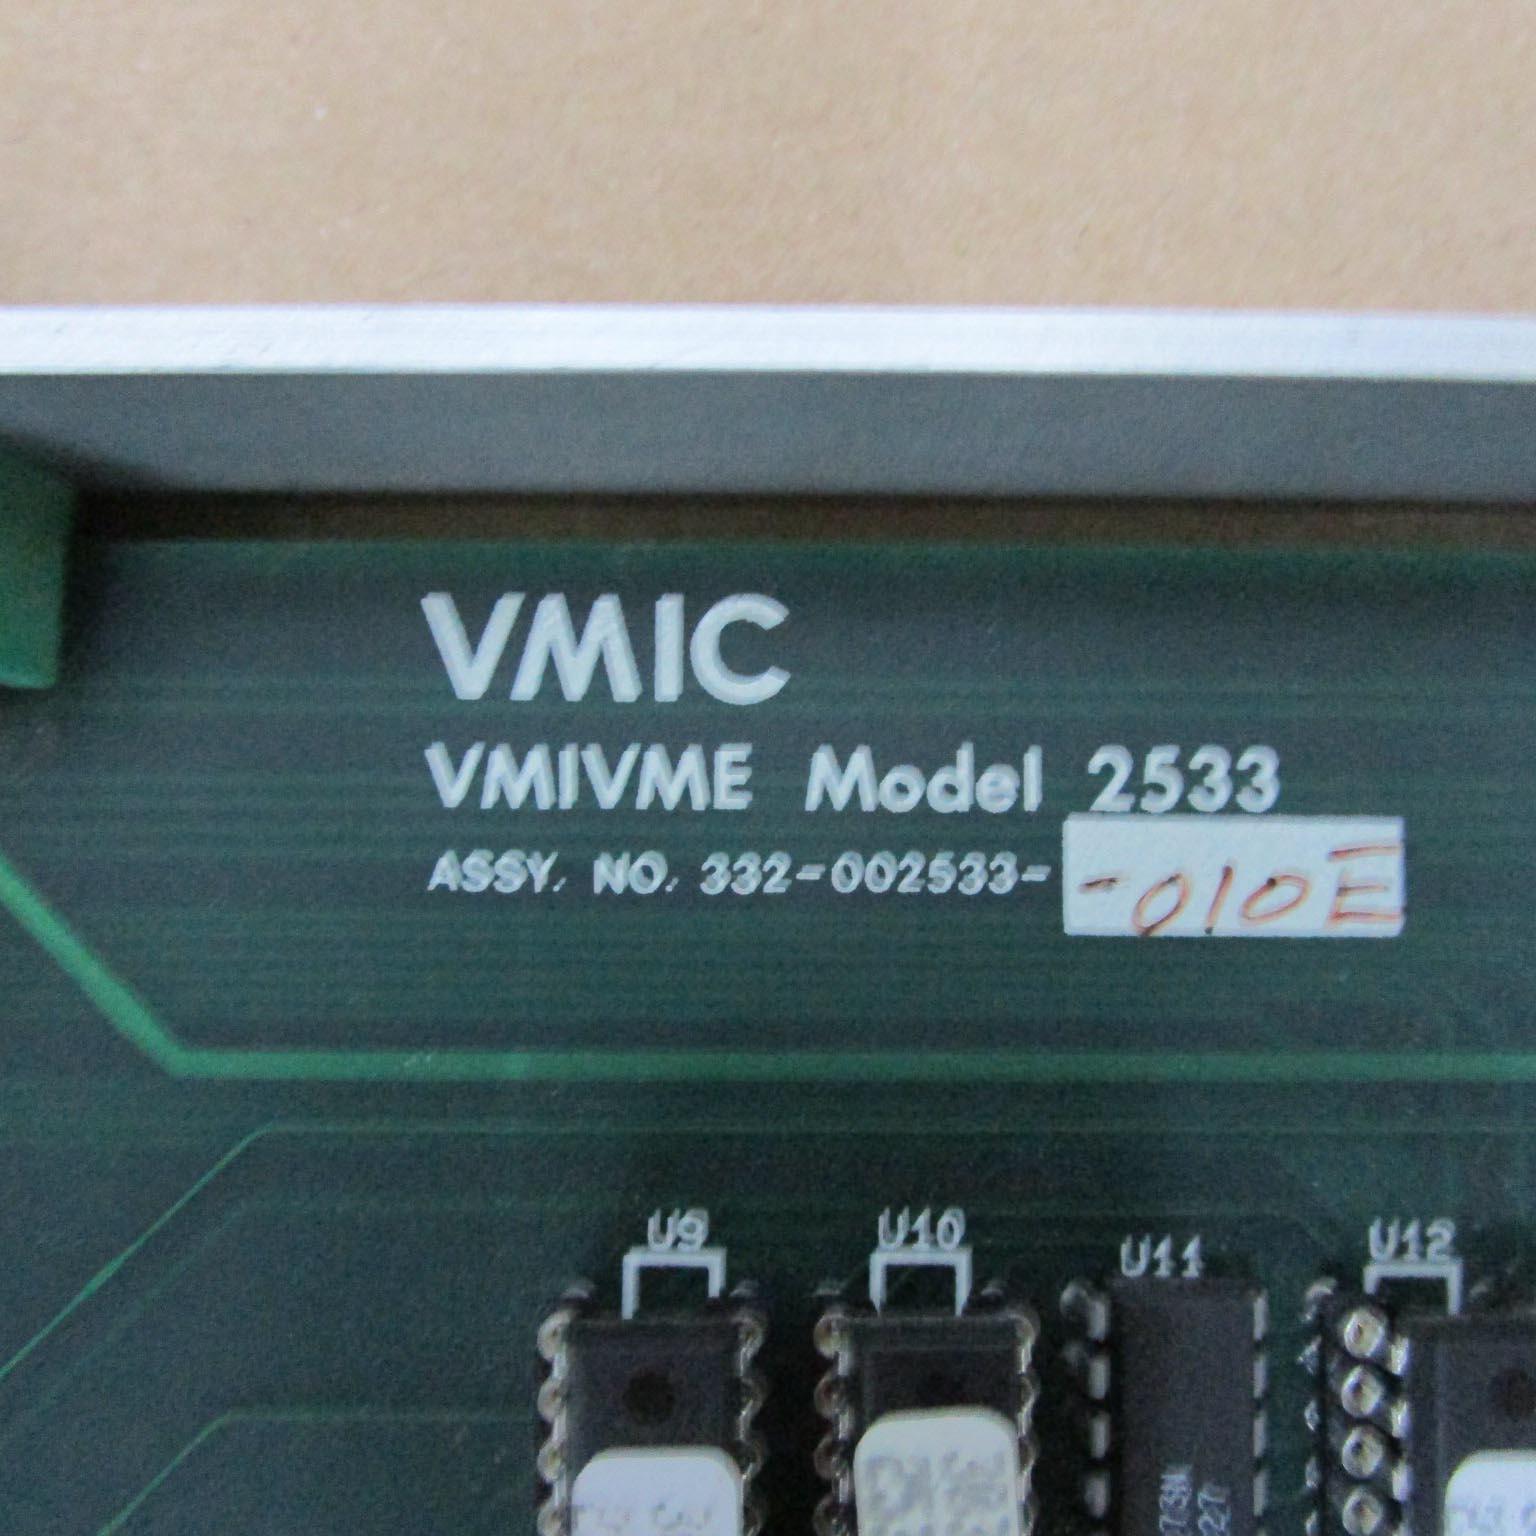 VMIC
VMIVME Model 2533
ASSY. NO. 332-002533- -010E
U9 U10 U11 U12